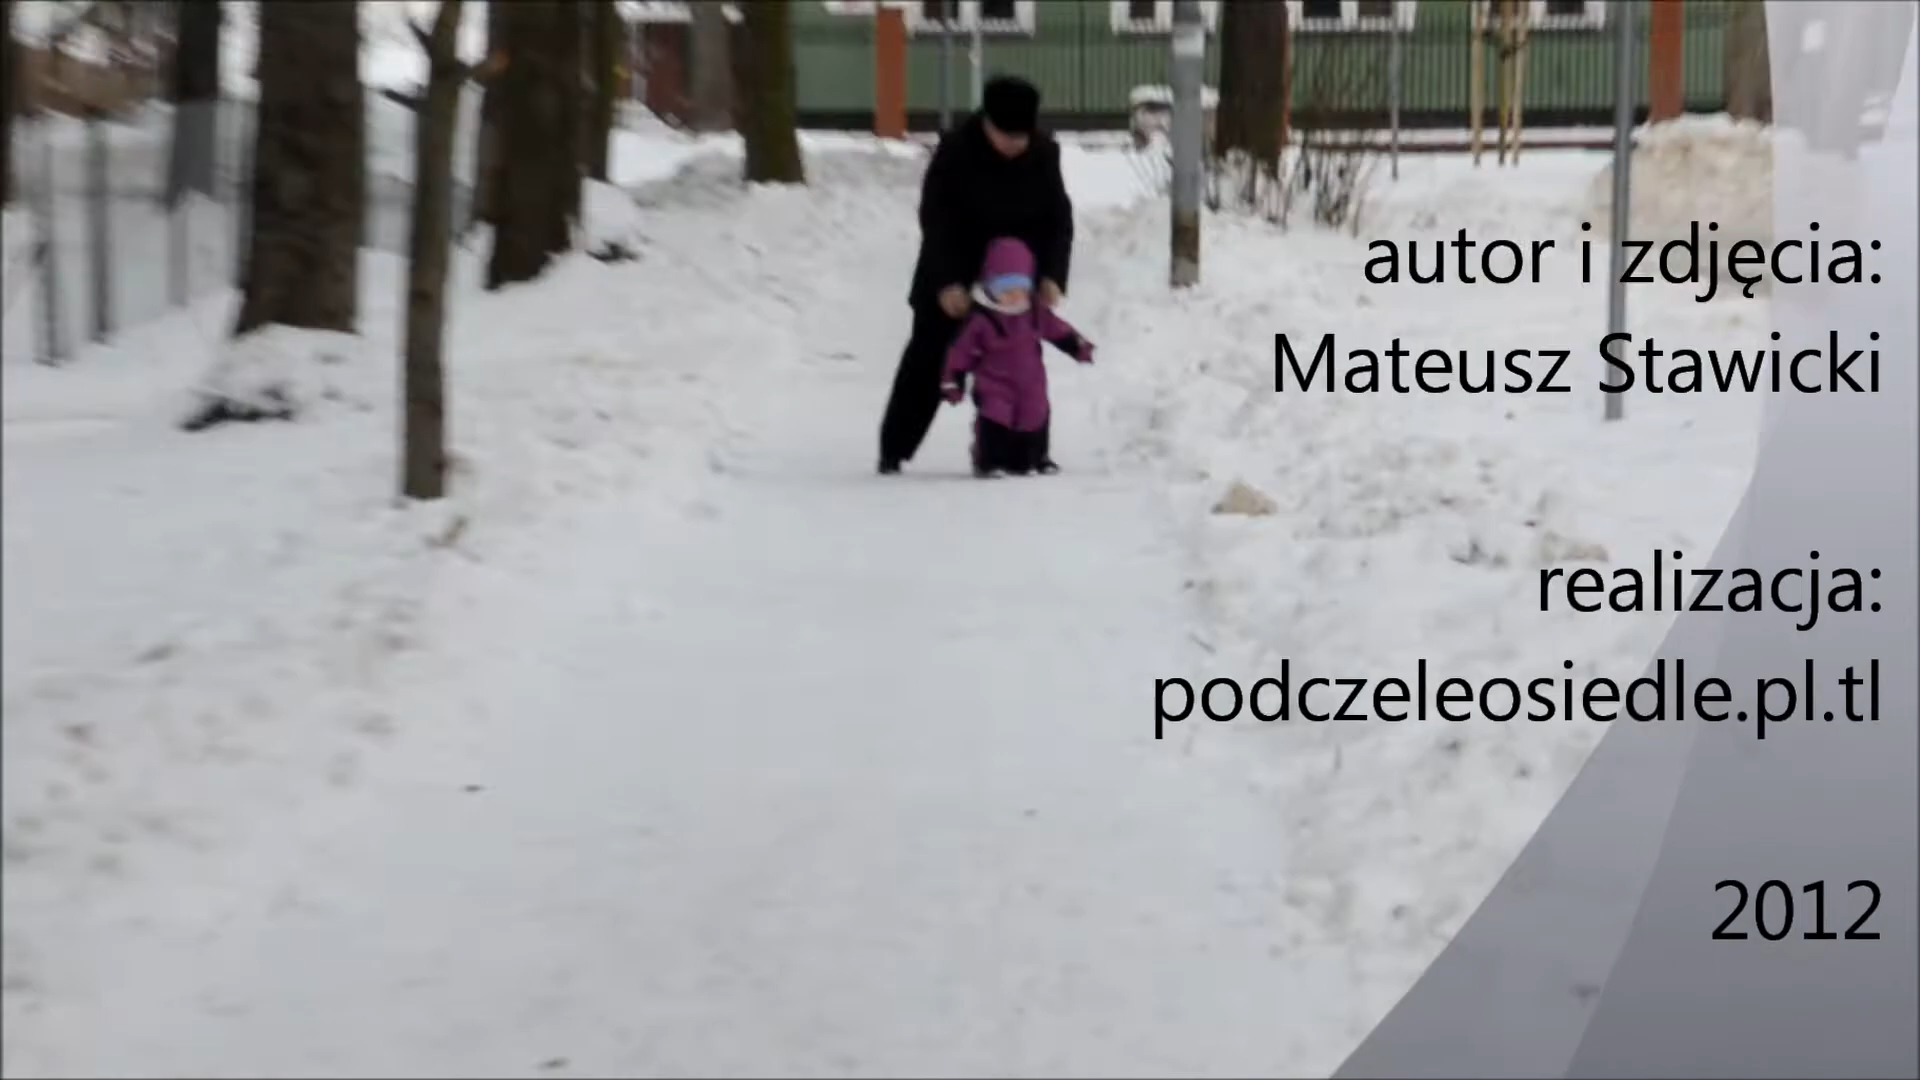 autor i zdjęcia:
Mateusz Stawicki
realizacja:
podczeleosiedle.pl.tl
2012